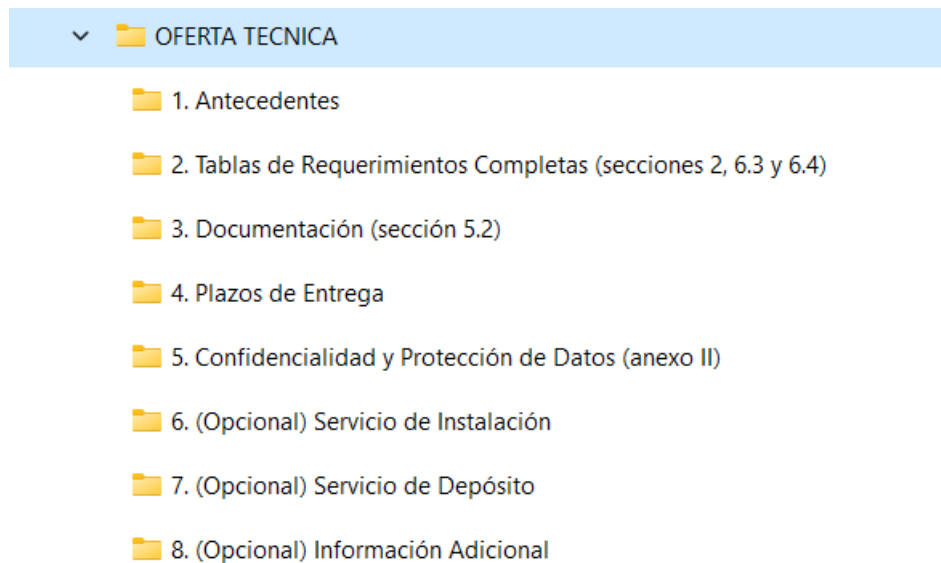 OFERTA TECNICA
1. Antecedentes
2. Tablas de Requerimientos Completas (secciones 2, 6.3 y 6.4)
3. Documentación (sección 5.2)
4. Plazos de Entrega
5. Confidencialidad y Protección de Datos (anexo II)
6. (Opcional) Servicio de Instalación
7. (Opcional) Servicio de Depósito
8. (Opcional) Información Adicional